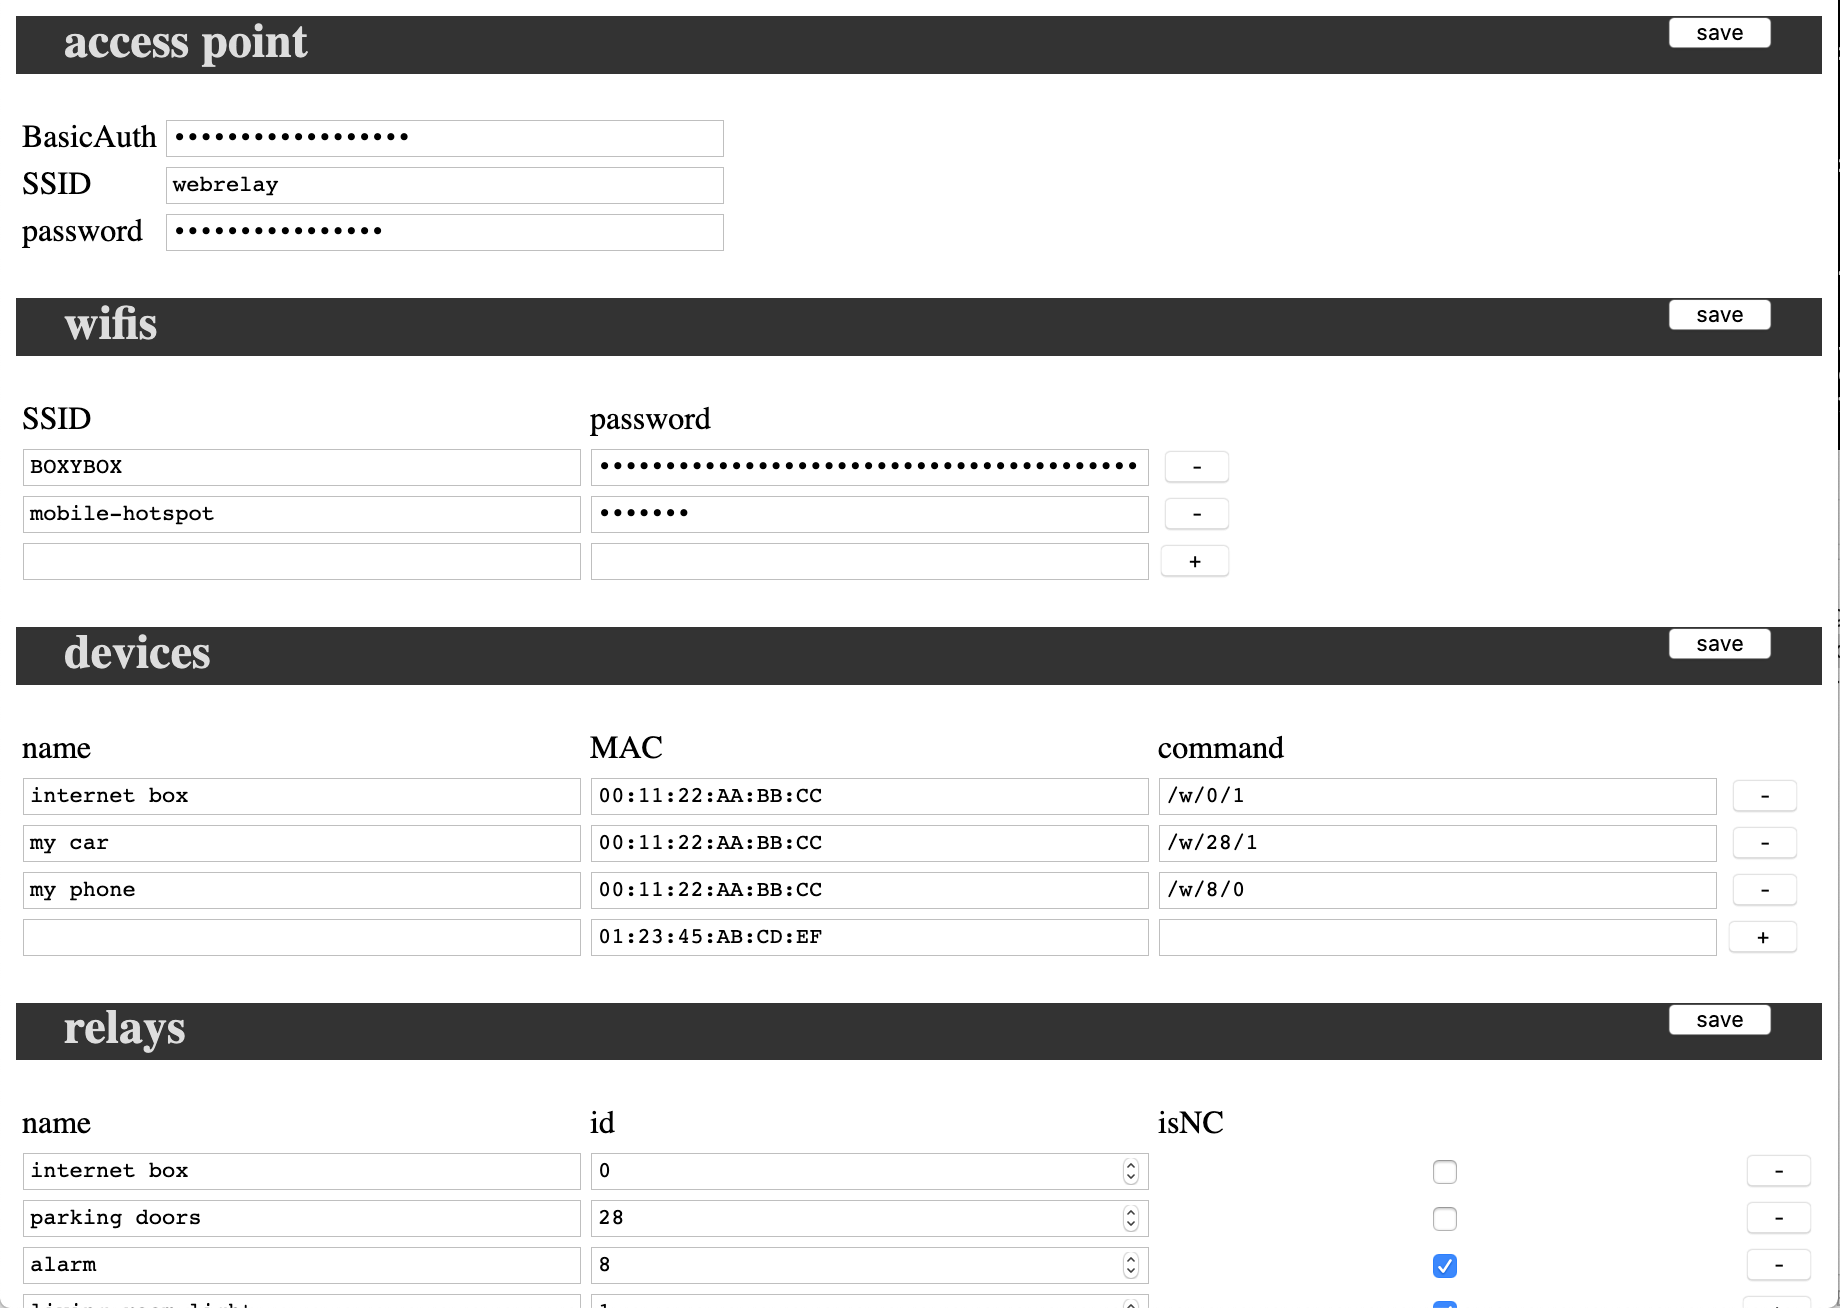 access point save
BasicAuth ••••••••••••••••••
SSID webrelay
password ••••••••••••••••
wifis save
SSID password
BOXYBOX ••••••••••••••••••••••••••••••••••••••••• -
mobile-hotspot ••••••• -
+
devices save
name MAC command
internet box 00:11:22:AA:BB:CC /w/0/1 -
my car 00:11:22:AA:BB:CC /w/28/1 -
my phone 00:11:22:AA:BB:CC /w/8/0 -
01:23:45:AB:CD:EF +
relays save
name id isNC
internet box 0 -
parking doors 28 -
alarm 8 -